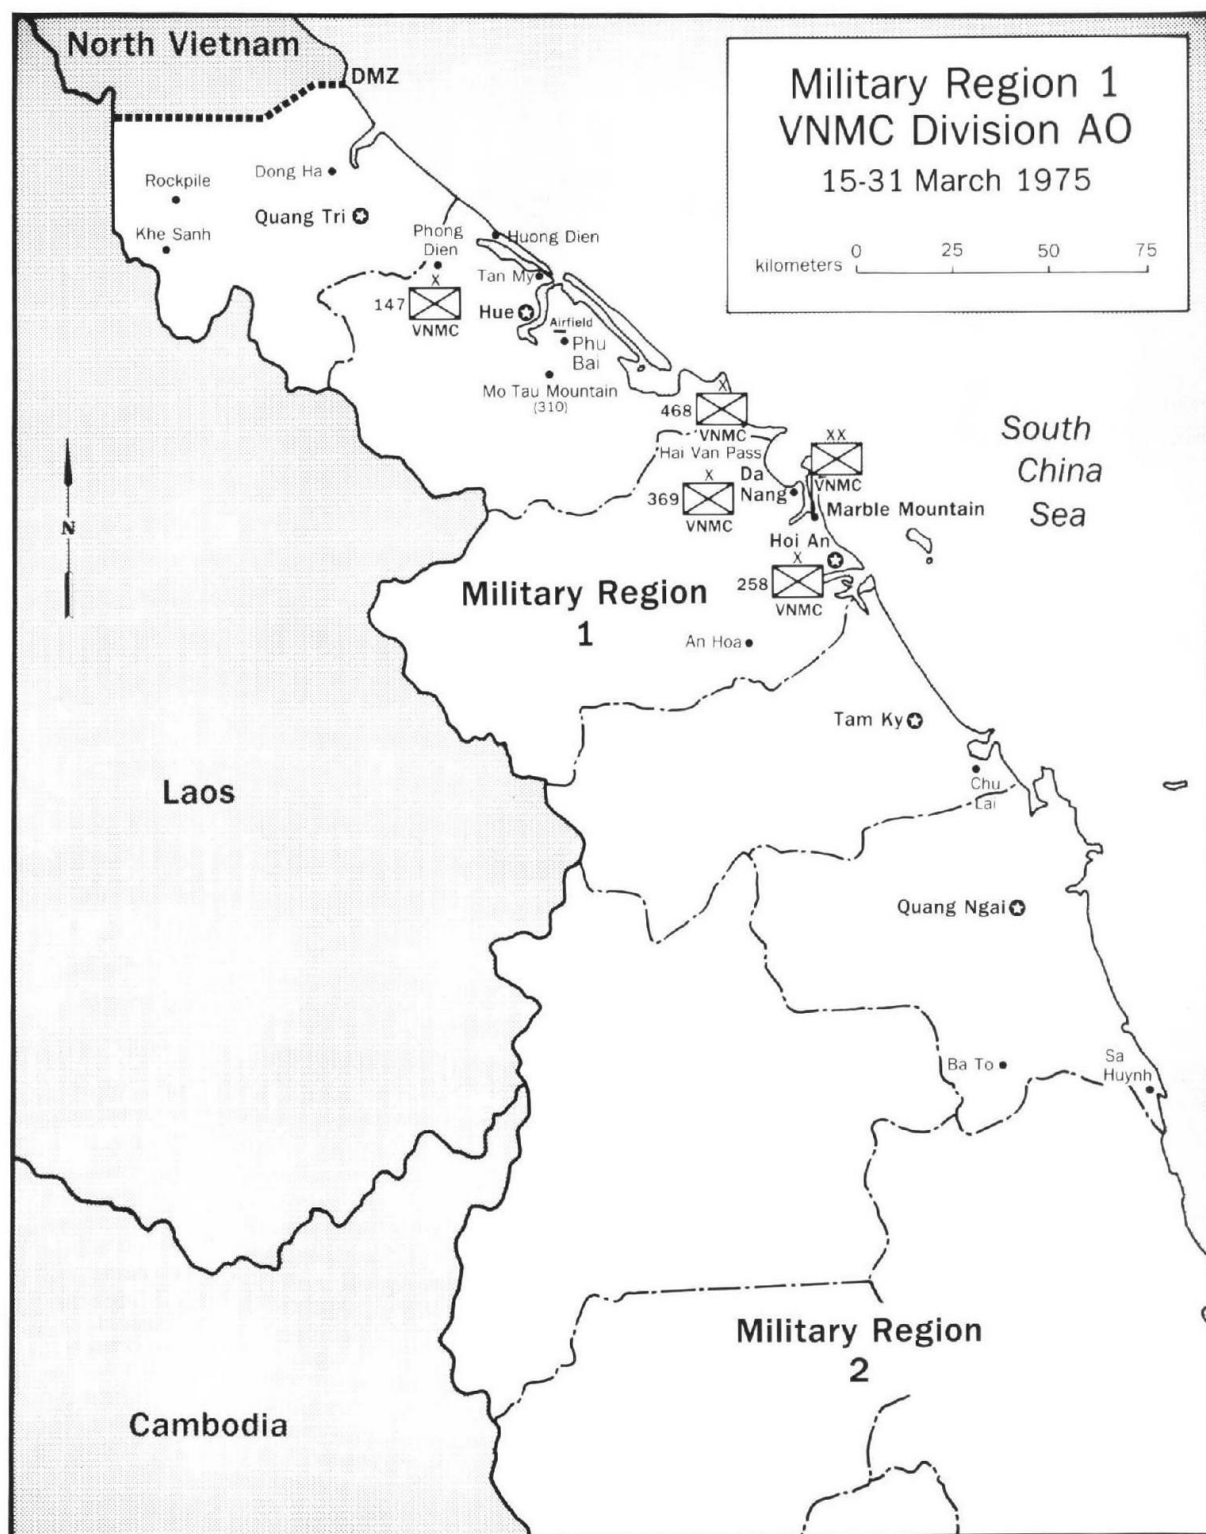 North Vietnam
DMZ
Military Region 1
VNMC Division AO
15-31 March 1975
kilometers 0 25 50 75
Rockpile
Dong Ha
Quang Tri
Khe Sanh
Phong
Dien
Huong Dien
Tan My
X
147
VNMC
Hue
Airfield
Phu
Bai
Mo Tau Mountain
(310)
X
468
VNMC
Hai Van Pass
XX
VNMC
South
China
Sea
Da
Nang
X
369
VNMC
Marble Mountain
N
Hoi An
X
258
VNMC
Military Region
1
An Hoa
Tam Ky
Chu
Lai
Laos
Quang Ngai
Ba To
Sa
Huynh
Military Region
2
Cambodia